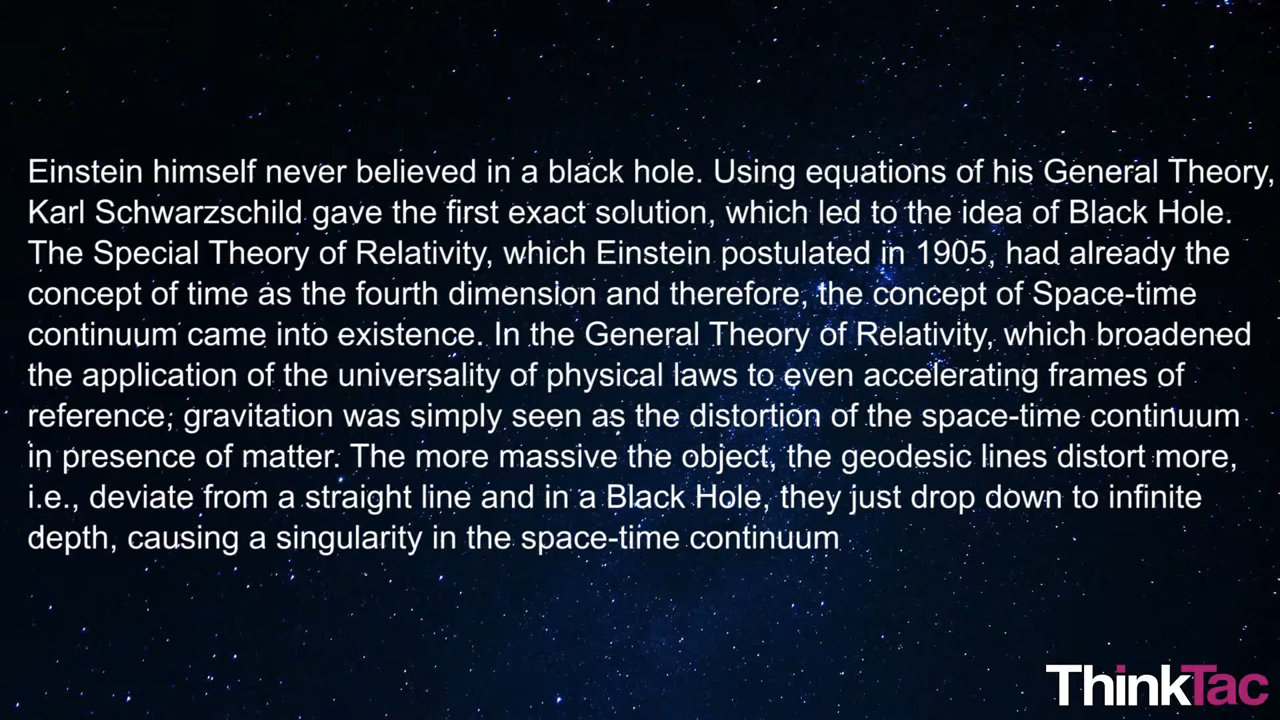 Einstein himself never believed in a black hole. Using equations of his General Theory,
Karl Schwarzschild gave the first exact solution, which led to the idea of Black Hole.
The Special Theory of Relativity, which Einstein postulated in 1905, had already the
concept of time as the fourth dimension and therefore, the concept of Space-time
continuum came into existence. In the General Theory of Relativity, which broadened
the application of the universality of physical laws to even accelerating frames of
reference, gravitation was simply seen as the distortion of the space-time continuum
in presence of matter. The more massive the object, the geodesic lines distort more,
i.e., deviate from a straight line and in a Black Hole, they just drop down to infinite
depth, causing a singularity in the space-time continuum
ThinkTac